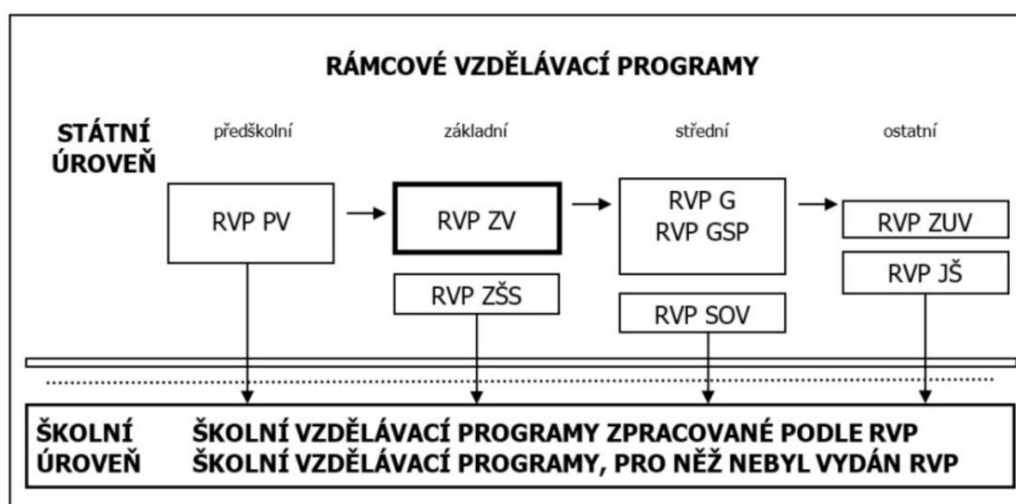 RÁMCOVÉ VZDĚLÁVACÍ PROGRAMY
STÁTNÍ ÚROVEŇ
předškolní
základní
střední
ostatní
RVP PV
RVP ZV
RVP ZŠS
RVP G
RVP GSP
RVP SOV
RVP ZUV
RVP JŠ
ŠKOLNÍ ÚROVEŇ
ŠKOLNÍ VZDĚLÁVACÍ PROGRAMY ZPRACOVANÉ PODLE RVP
ŠKOLNÍ VZDĚLÁVACÍ PROGRAMY, PRO NĚŽ NEBYL VYDÁN RVP